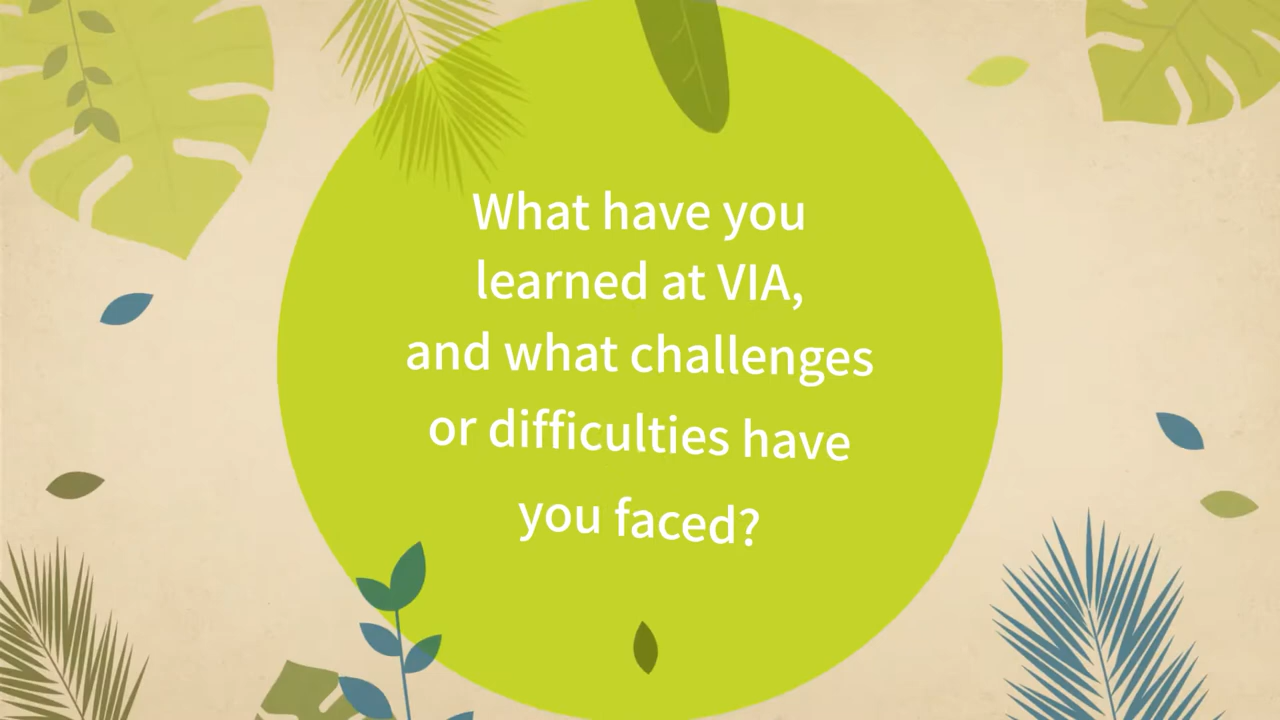 What have you
learned at VIA,
and what challenges
or difficulties have
you faced?